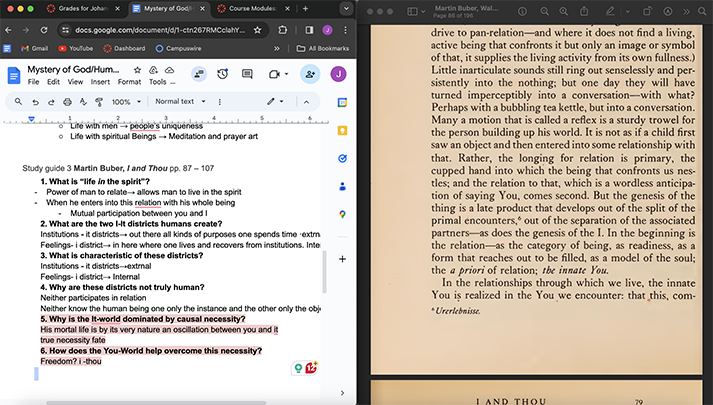 Grades for Johan
Mystery of God/H
Course Modules:
docs.google.com/document/d/1-ctn267RMCclahY...
Gmail
YouTube
Dashboard
Campuswire
>>
All Bookmarks
Mystery of God/Hum...
File Edit View Insert Format Tools ...
100%
Normal text
J
J
1 2 3 4
○ Life with men → people's uniqueness
○ Life with spiritual Beings → Meditation and prayer art
Study guide 3 Martin Buber, I and Thou pp. 87 – 107
1. What is "life in the spirit"?
- Power of man to relate→ allows man to live in the spirit
- When he enters into this relation with his whole being
- Mutual participation between you and I
2. What are the two I-It districts humans create?
Institutions - it districts→ out there all kinds of purposes one spends time ·extrn
Feelings- i district→ in here where one lives and recovers from institutions. Inte
3. What is characteristic of these districts?
Institutions - it districts→extrnal
Feelings- i district→ Internal
4. Why are these districts not truly human?
Neither participates in relation
Neither know the human being one only the instance and the other only the obj
5. Why is the It-world dominated by causal necessity?
His mortal life is by its very nature an oscillation between you and it
true necessity fate
6. How does the You-World help overcome this necessity?
Freedom? i -thou
12
Martin Buber, Wal...
Page 86 of 196
drive to pan-relation—and where it does not find a living,
active being that confronts it but only an image or symbol
of that, it supplies the living activity from its own fullness.)
Little inarticulate sounds still ring out senselessly and per-
sistently into the nothing; but one day they will have
turned imperceptibly into a conversation—with what?
Perhaps with a bubbling tea kettle, but into a conversation.
Many a motion that is called a reflex is a sturdy trowel for
the person building up his world. It is not as if a child first
saw an object and then entered into some relationship with
that. Rather, the longing for relation is primary, the
cupped hand into which the being that confronts us nes-
tles; and the relation to that, which is a wordless anticipa-
tion of saying You, comes second. But the genesis of the
thing is a late product that develops out of the split of the
primal encounters,⁶ out of the separation of the associated
partners—as does the genesis of the I. In the beginning is
the relation—as the category of being, as readiness, as a
form that reaches out to be filled, as a model of the soul;
the a priori of relation; the innate You.
In the relationships through which we live, the innate
You is realized in the You we encounter: that this, com-
⁶ Urerlebnisse.
I AND THOU 79